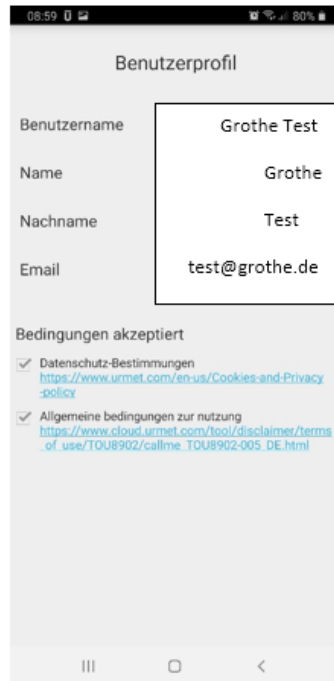 08:59 80%
Benutzerprofil
Benutzername Grothe Test
Name Grothe
Nachname Test
Email test@grothe.de
Bedingungen akzeptiert
Datenschutz-Bestimmungen
https://www.urmet.com/en-us/Cookies-and-Privacy
-policy
Allgemeine bedingungen zur nutzung
https://www.cloud.urmet.com/tool/disclaimer/terms
_of_use/TOU8902/callme_TOU8902-005_DE.html